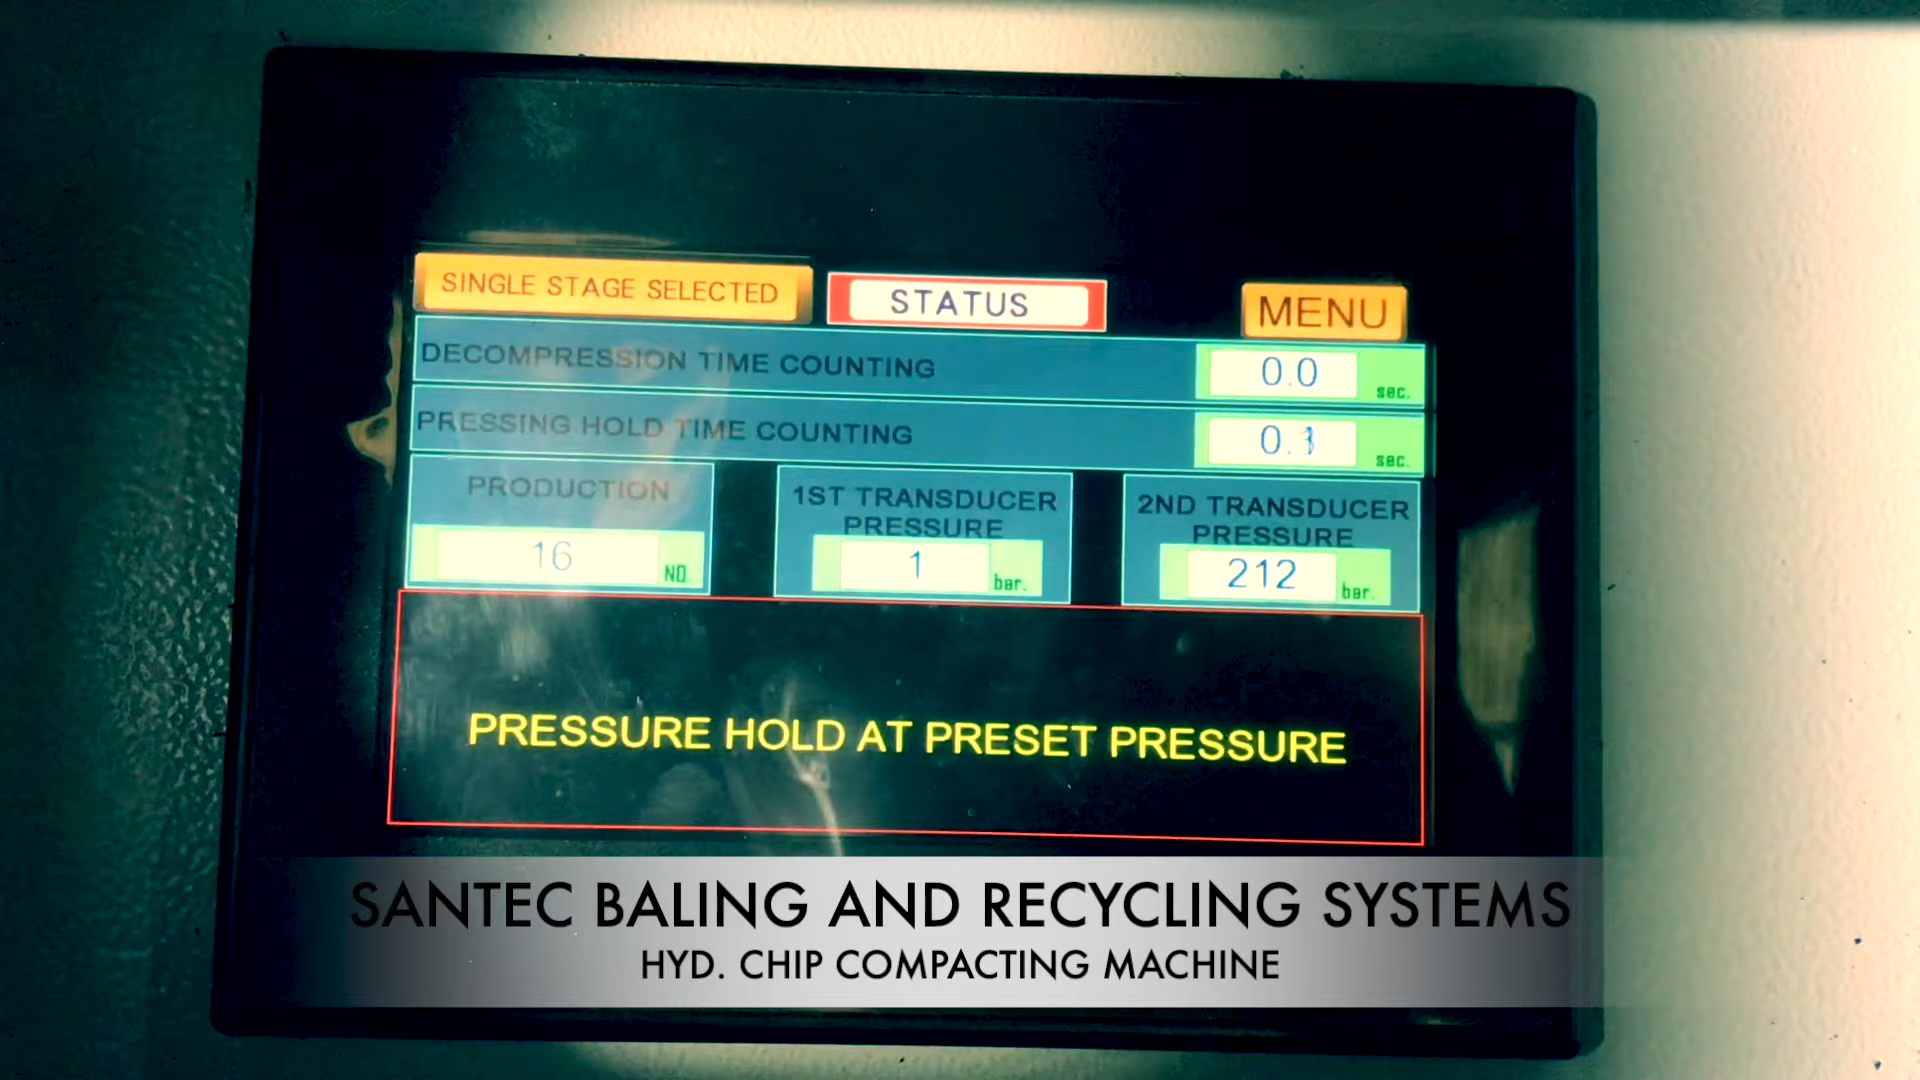 SINGLE STAGE SELECTED
STATUS
MENU
DECOMPRESSION TIME COUNTING
0.0
sec.
PRESSING HOLD TIME COUNTING
sec.
PRODUCTION
16
NO
1ST TRANSDUCER
PRESSURE
1
bar.
2ND TRANSDUCER
PRESSURE
212
bar.
PRESSURE HOLD AT PRESET PRESSURE
SANTEC BALING AND RECYCLING SYSTEMS
HYD. CHIP COMPACTING MACHINE